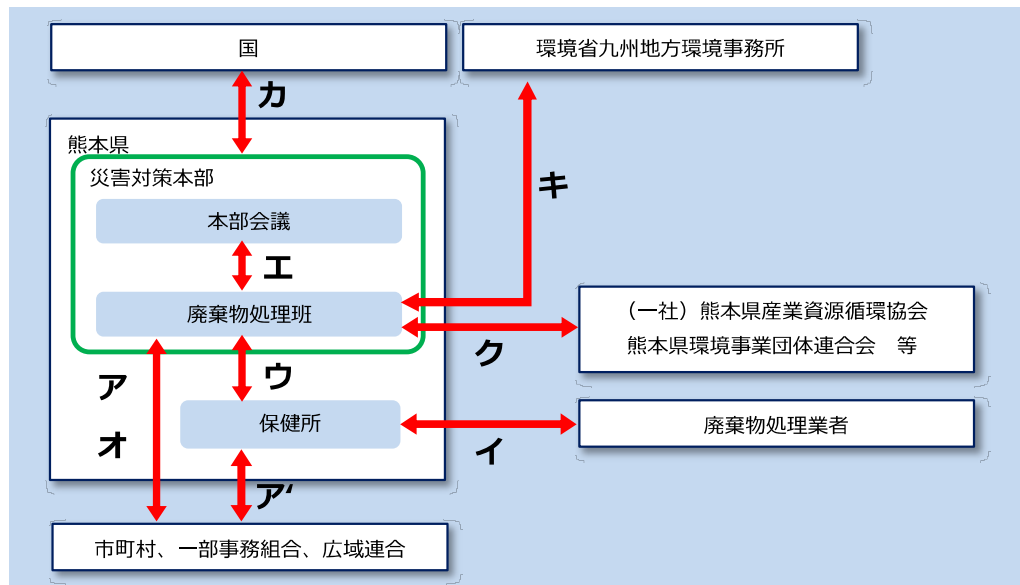 国
環境省九州地方環境事務所
カ
熊本県
災害対策本部
キ
本部会議
エ
廃棄物処理班
（一社）熊本県産業資源循環協会
熊本県環境事業団体連合会　等
ク
ア
ウ
オ
保健所
廃棄物処理業者
イ
ア‘
市町村、一部事務組合、広域連合